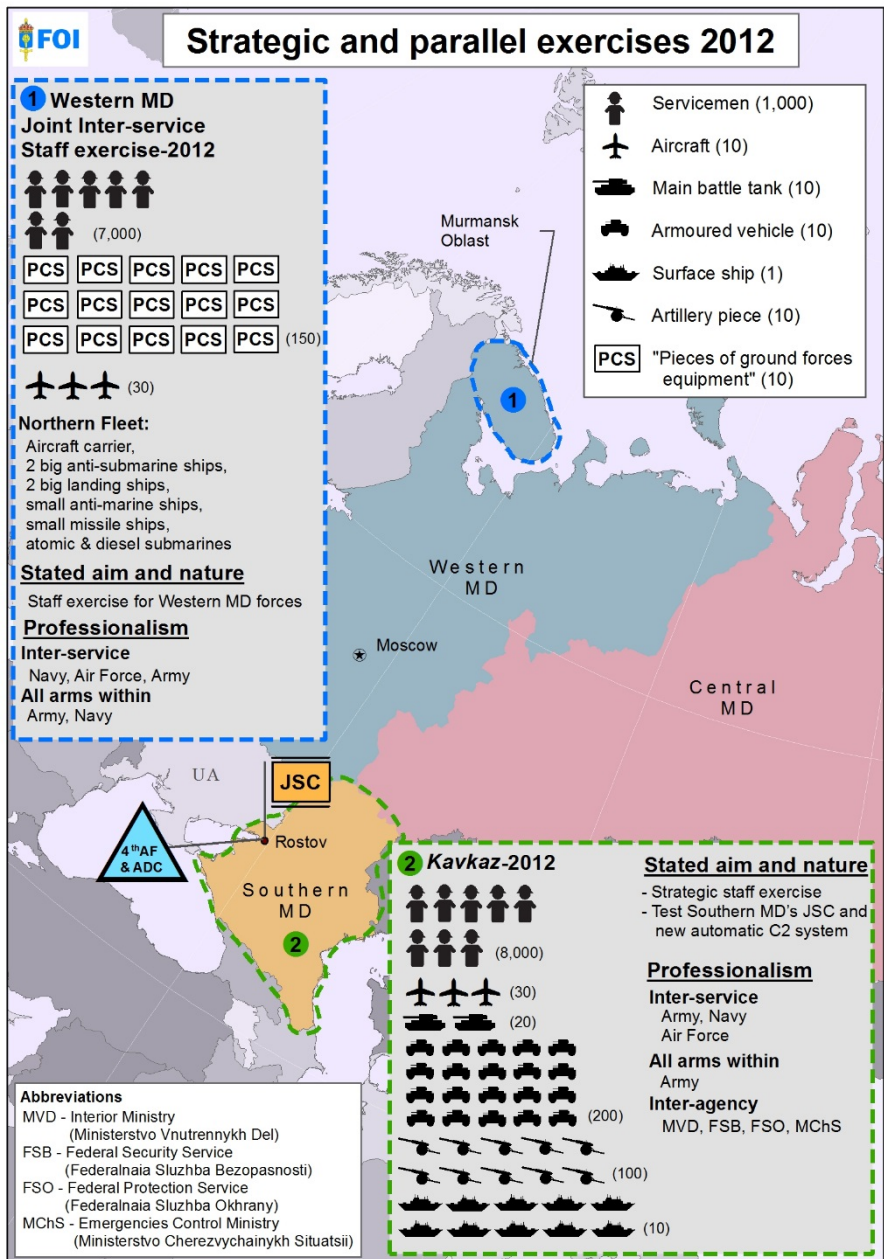 FOI
Strategic and parallel exercises 2012
1 Western MD
Joint Inter-service
Staff exercise-2012
(7,000)
PCS PCS PCS PCS PCS
PCS PCS PCS PCS PCS
PCS PCS PCS PCS PCS (150)
(30)
Northern Fleet:
Aircraft carrier,
2 big anti-submarine ships,
2 big landing ships,
small anti-marine ships,
small missile ships,
atomic & diesel submarines
Stated aim and nature
Staff exercise for Western MD forces
Professionalism
Inter-service
Navy, Air Force, Army
All arms within
Army, Navy
Servicemen (1,000)
Aircraft (10)
Main battle tank (10)
Armoured vehicle (10)
Surface ship (1)
Artillery piece (10)
PCS "Pieces of ground forces
equipment" (10)
Murmansk
Oblast
1
Western
MD
Moscow
Central
MD
UA
JSC
4th AF
& ADC
Rostov
Southern
MD
2
2 Kavkaz-2012
(8,000)
(30)
(20)
(200)
(100)
(10)
Stated aim and nature
- Strategic staff exercise
- Test Southern MD's JSC and
new automatic C2 system
Professionalism
Inter-service
Army, Navy
Air Force
All arms within
Army
Inter-agency
MVD, FSB, FSO, MChS
Abbreviations
MVD - Interior Ministry
(Ministerstvo Vnutrennykh Del)
FSB - Federal Security Service
(Federalnaia Sluzhba Bezopasnosti)
FSO - Federal Protection Service
(Federalnaia Sluzhba Okhrany)
MChS - Emergencies Control Ministry
(Ministerstvo Cherezvychainykh Situatsii)